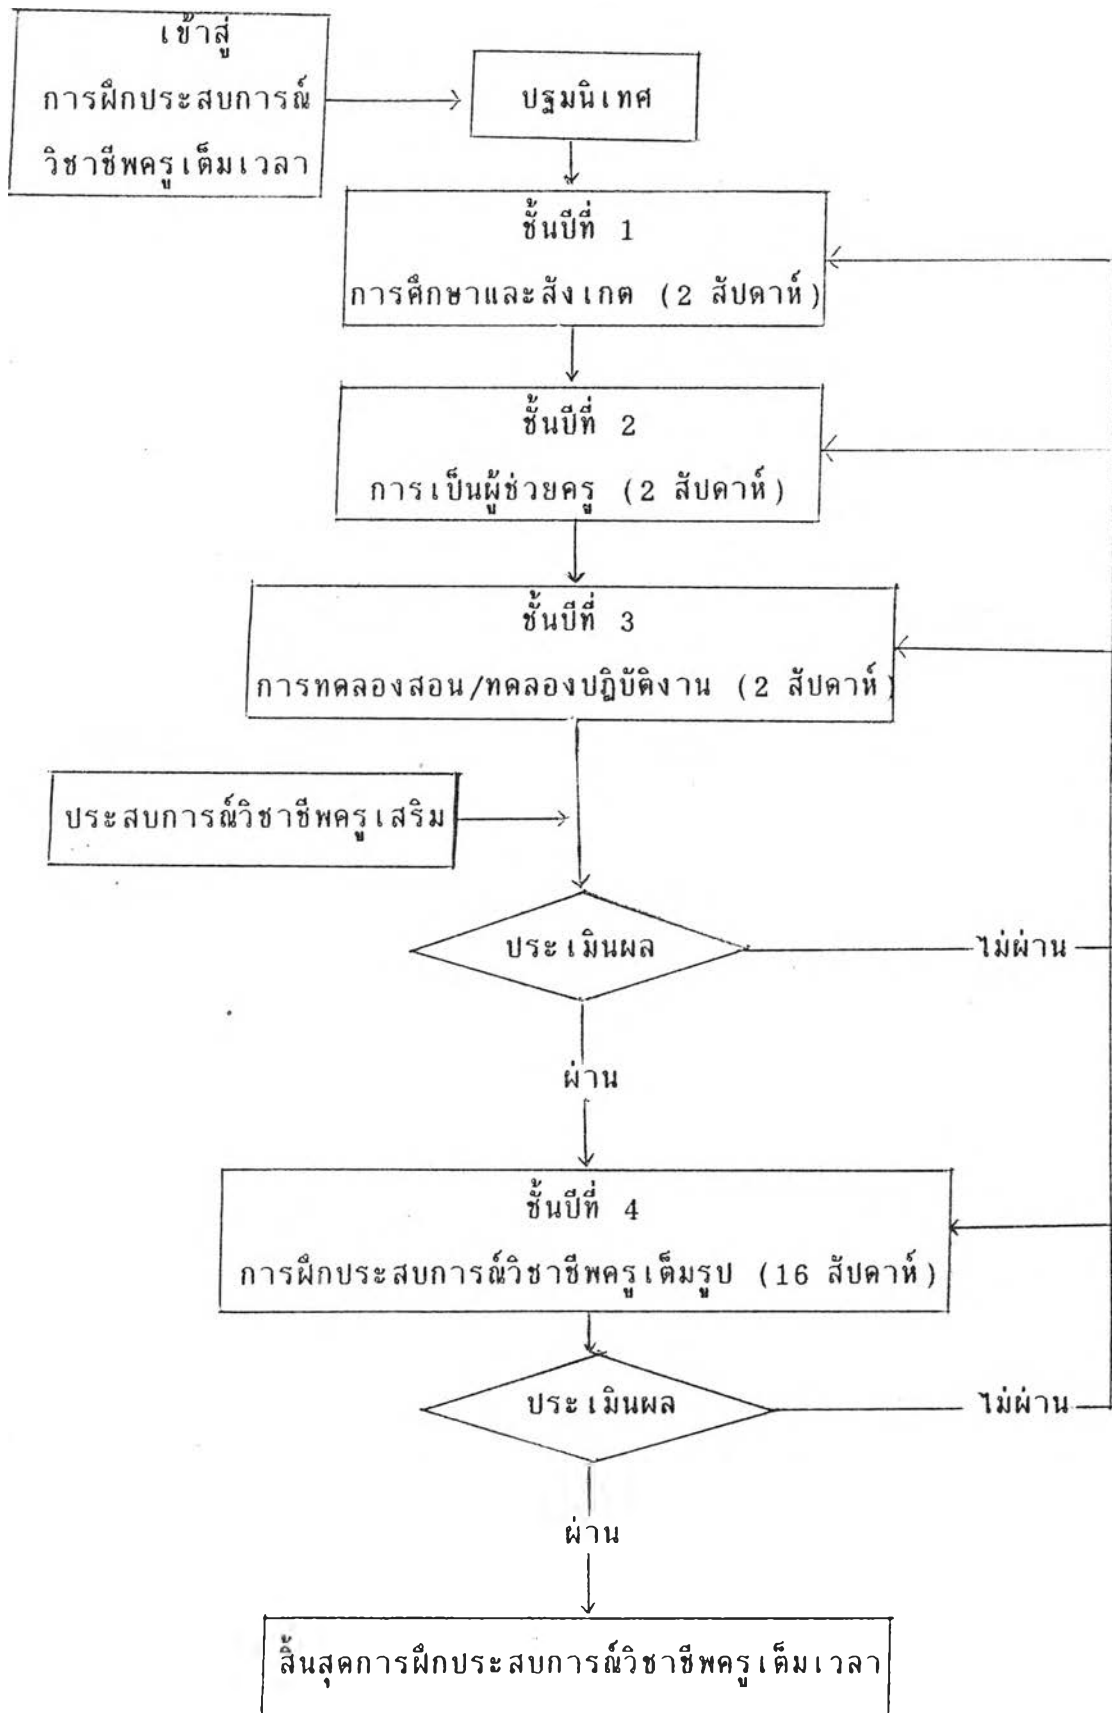 เข้าสู่
การฝึกประสบการณ์
วิชาชีพครูเต็มเวลา
ปฐมนิเทศ
ชั้นปีที่ 1
การศึกษาและสังเกต (2 สัปดาห์)
ชั้นปีที่ 2
การเป็นผู้ช่วยครู (2 สัปดาห์)
ชั้นปีที่ 3
การทดลองสอน/ทดลองปฏิบัติงาน (2 สัปดาห์)
ประสบการณ์วิชาชีพครูเสริม
ประเมินผล
ไม่ผ่าน
ผ่าน
ชั้นปีที่ 4
การฝึกประสบการณ์วิชาชีพครูเต็มรูป (16 สัปดาห์)
ประเมินผล
ไม่ผ่าน
ผ่าน
สิ้นสุดการฝึกประสบการณ์วิชาชีพครูเต็มเวลา